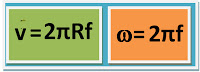 v̄ = 2πRf
ω = 2πf